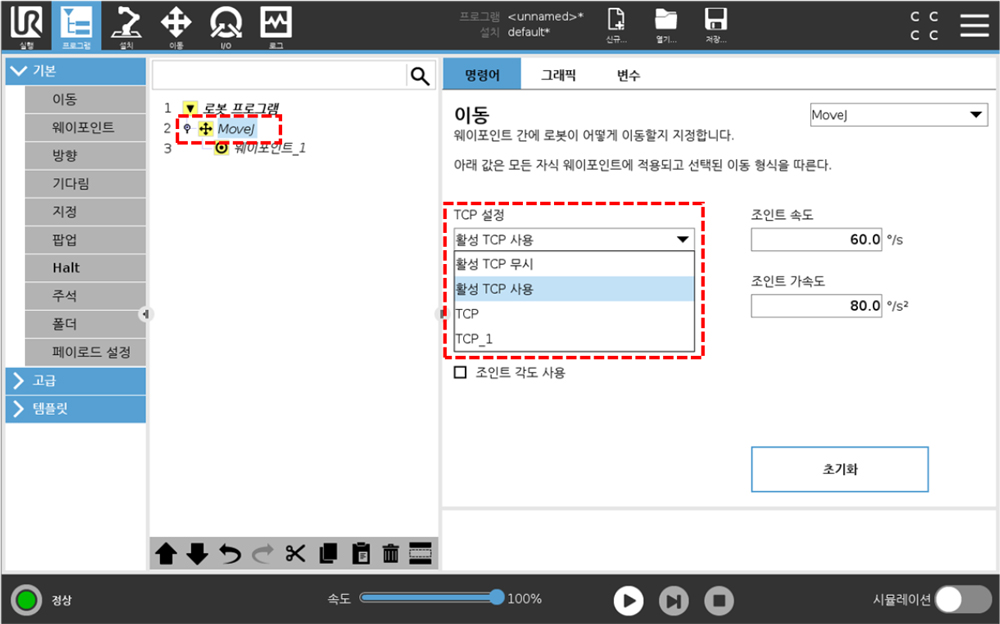 UR
실행
프로그램
설치
이동
I/O
로그
프로그램 <unnamed>*
설치 default*
신규...
열기...
저장...
C C
C C
기본
이동
웨이포인트
방향
기다림
지정
팝업
Halt
주석
폴더
페이로드 설정
고급
템플릿
1 로봇 프로그램
2 MoveJ
3 웨이포인트_1
명령어
그래픽
변수
이동
MoveJ
웨이포인트 간에 로봇이 어떻게 이동할지 지정합니다.
아래 값은 모든 자식 웨이포인트에 적용되고 선택된 이동 형식을 따른다.
TCP 설정
활성 TCP 사용
활성 TCP 무시
활성 TCP 사용
TCP
TCP_1
조인트 각도 사용
조인트 속도
60.0 °/s
조인트 가속도
80.0 °/s²
초기화
정상
속도
100%
시뮬레이션